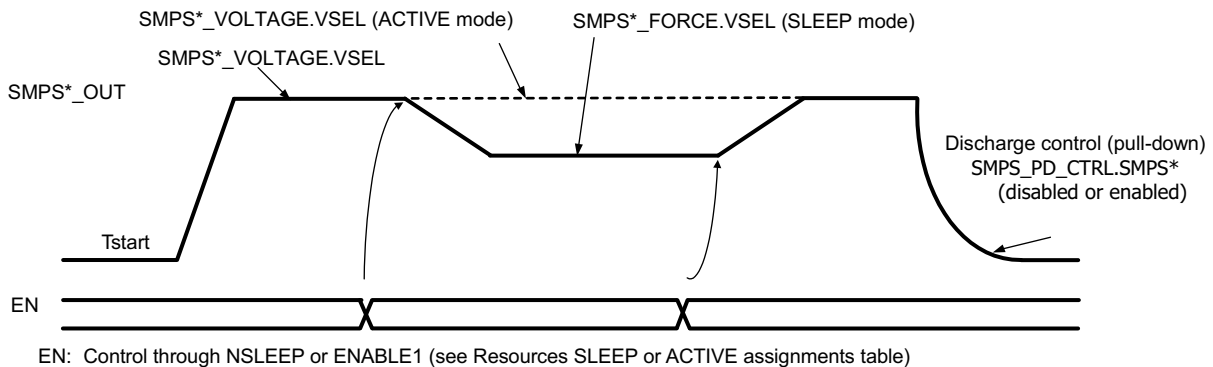 SMPS*_VOLTAGE.VSEL (ACTIVE mode)
SMPS*_FORCE.VSEL (SLEEP mode)
SMPS*_VOLTAGE.VSEL
SMPS*_OUT
Discharge control (pull-down)
SMPS_PD_CTRL.SMPS*
(disabled or enabled)
Tstart
EN
EN: Control through NSLEEP or ENABLE1 (see Resources SLEEP or ACTIVE assignments table)